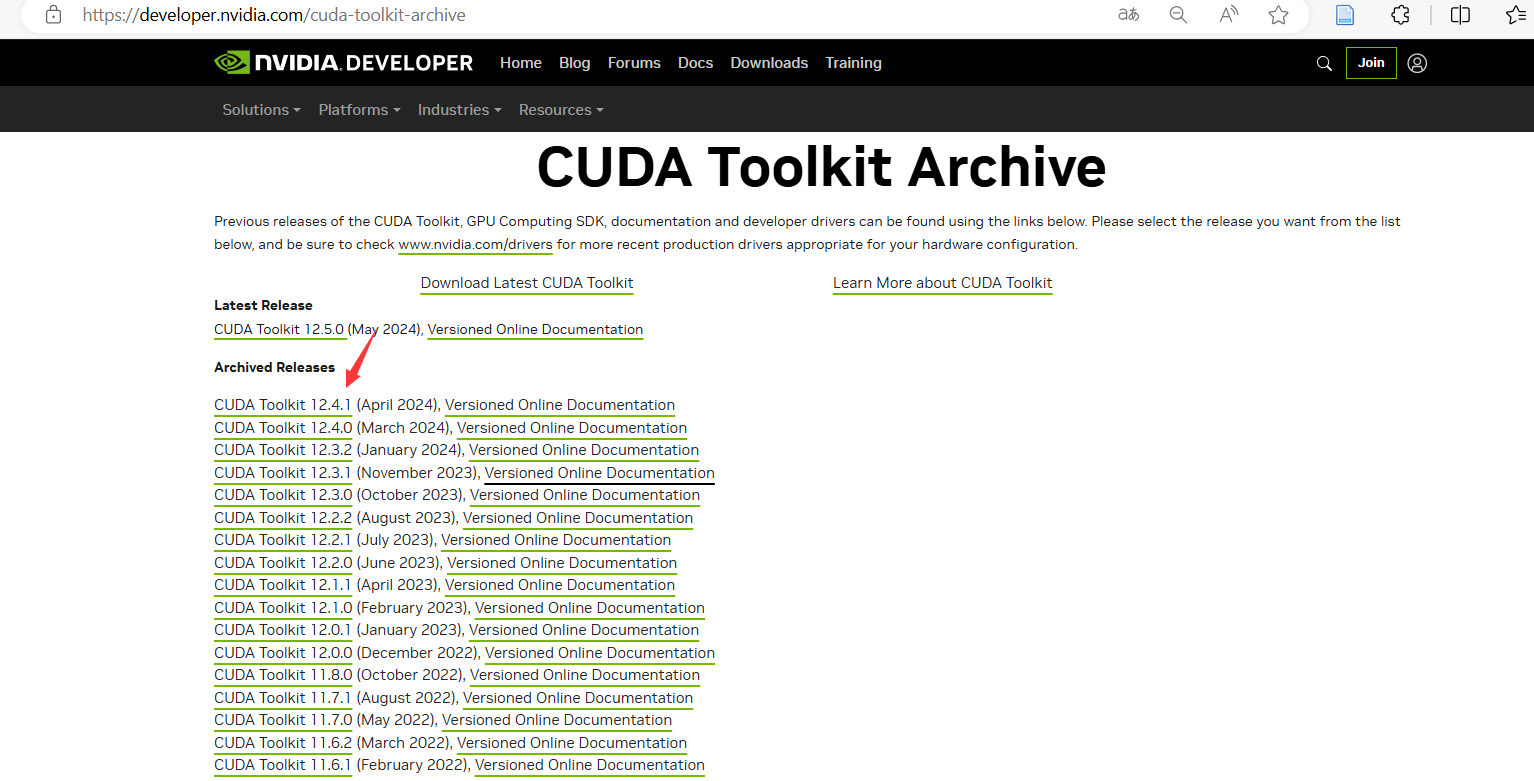 https://developer.nvidia.com/cuda-toolkit-archive
NVIDIA. DEVELOPER Home Blog Forums Docs Downloads Training Join
Solutions Platforms Industries Resources
CUDA Toolkit Archive
Previous releases of the CUDA Toolkit, GPU Computing SDK, documentation and developer drivers can be found using the links below. Please select the release you want from the list
below, and be sure to check www.nvidia.com/drivers for more recent production drivers appropriate for your hardware configuration.
Download Latest CUDA Toolkit Learn More about CUDA Toolkit
Latest Release
CUDA Toolkit 12.5.0 (May 2024), Versioned Online Documentation
Archived Releases
CUDA Toolkit 12.4.1 (April 2024), Versioned Online Documentation
CUDA Toolkit 12.4.0 (March 2024), Versioned Online Documentation
CUDA Toolkit 12.3.2 (January 2024), Versioned Online Documentation
CUDA Toolkit 12.3.1 (November 2023), Versioned Online Documentation
CUDA Toolkit 12.3.0 (October 2023), Versioned Online Documentation
CUDA Toolkit 12.2.2 (August 2023), Versioned Online Documentation
CUDA Toolkit 12.2.1 (July 2023), Versioned Online Documentation
CUDA Toolkit 12.2.0 (June 2023), Versioned Online Documentation
CUDA Toolkit 12.1.1 (April 2023), Versioned Online Documentation
CUDA Toolkit 12.1.0 (February 2023), Versioned Online Documentation
CUDA Toolkit 12.0.1 (January 2023), Versioned Online Documentation
CUDA Toolkit 12.0.0 (December 2022), Versioned Online Documentation
CUDA Toolkit 11.8.0 (October 2022), Versioned Online Documentation
CUDA Toolkit 11.7.1 (August 2022), Versioned Online Documentation
CUDA Toolkit 11.7.0 (May 2022), Versioned Online Documentation
CUDA Toolkit 11.6.2 (March 2022), Versioned Online Documentation
CUDA Toolkit 11.6.1 (February 2022), Versioned Online Documentation